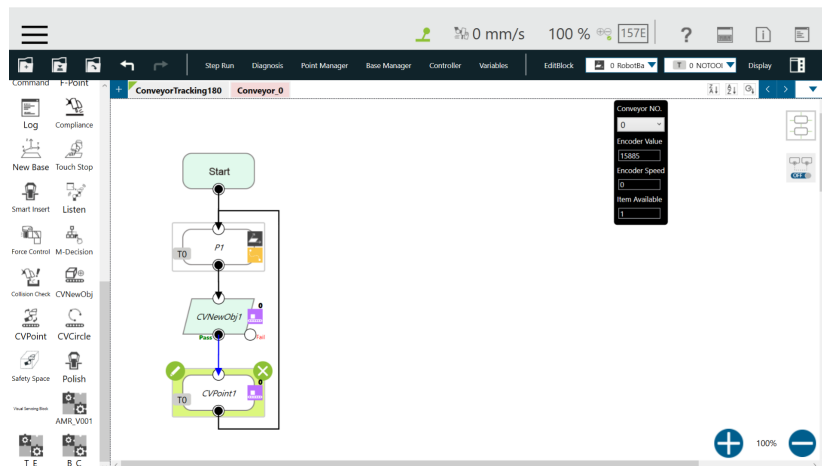 0 mm/s 100 % 157E ?
Step Run Diagnosis Point Manager Base Manager Controller Variables EditBlock 0 RobotBa T 0 NOTOOL Display
Command F-Point
+ ConveyorTracking180 Conveyor_0
Log Compliance
New Base Touch Stop
Smart Insert Listen
Force Control M-Decision
Collision Check CVNewObj
CVPoint CVCircle
Safety Space Polish
Visual Servoing Block AMR_V001
T_E B_C
Conveyor NO.
0
Encoder Value
15885
Encoder Speed
0
Item Available
1
OFF
Start
P1
T0
0
CVNewObj1
Pass Fail
0
CVPoint1
T0
100%